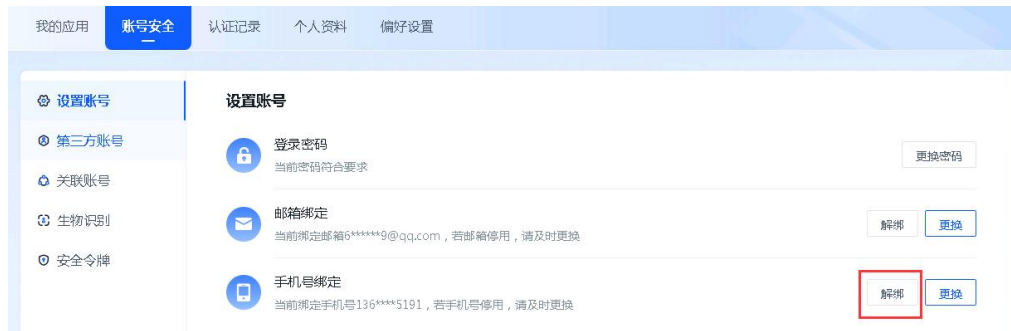 我的应用 账号安全 认证记录 个人资料 偏好设置
设置账号
第三方账号
关联账号
生物识别
安全令牌
设置账号
登录密码
当前密码符合要求
更换密码
邮箱绑定
当前绑定邮箱6******9@qq.com，若邮箱停用，请及时更换
解绑 更换
手机号绑定
当前绑定手机号136****5191，若手机号停用，请及时更换
解绑 更换